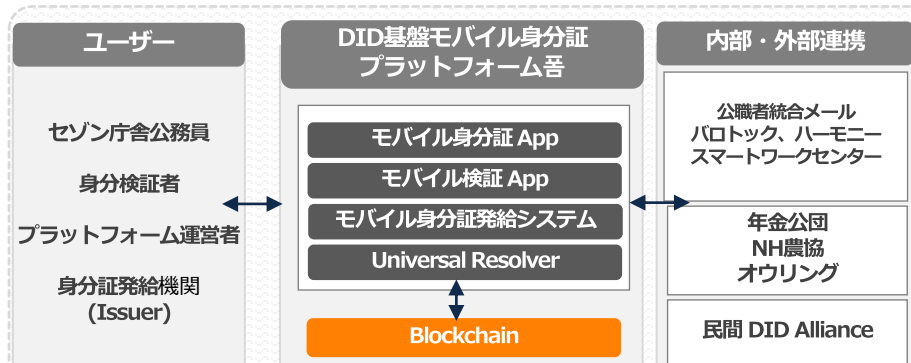 ユーザー
セゾン庁舎公務員
身分検証者
プラットフォーム運営者
身分証発給機関
(Issuer)
DID基盤モバイル身分証
プラットフォーム폼
モバイル身分証 App
モバイル検証 App
モバイル身分証発給システム
Universal Resolver
Blockchain
内部・外部連携
公職者統合メール
バロトック、ハーモニー
スマートワークセンター
年金公団
NH農協
オウリング
民間 DID Alliance